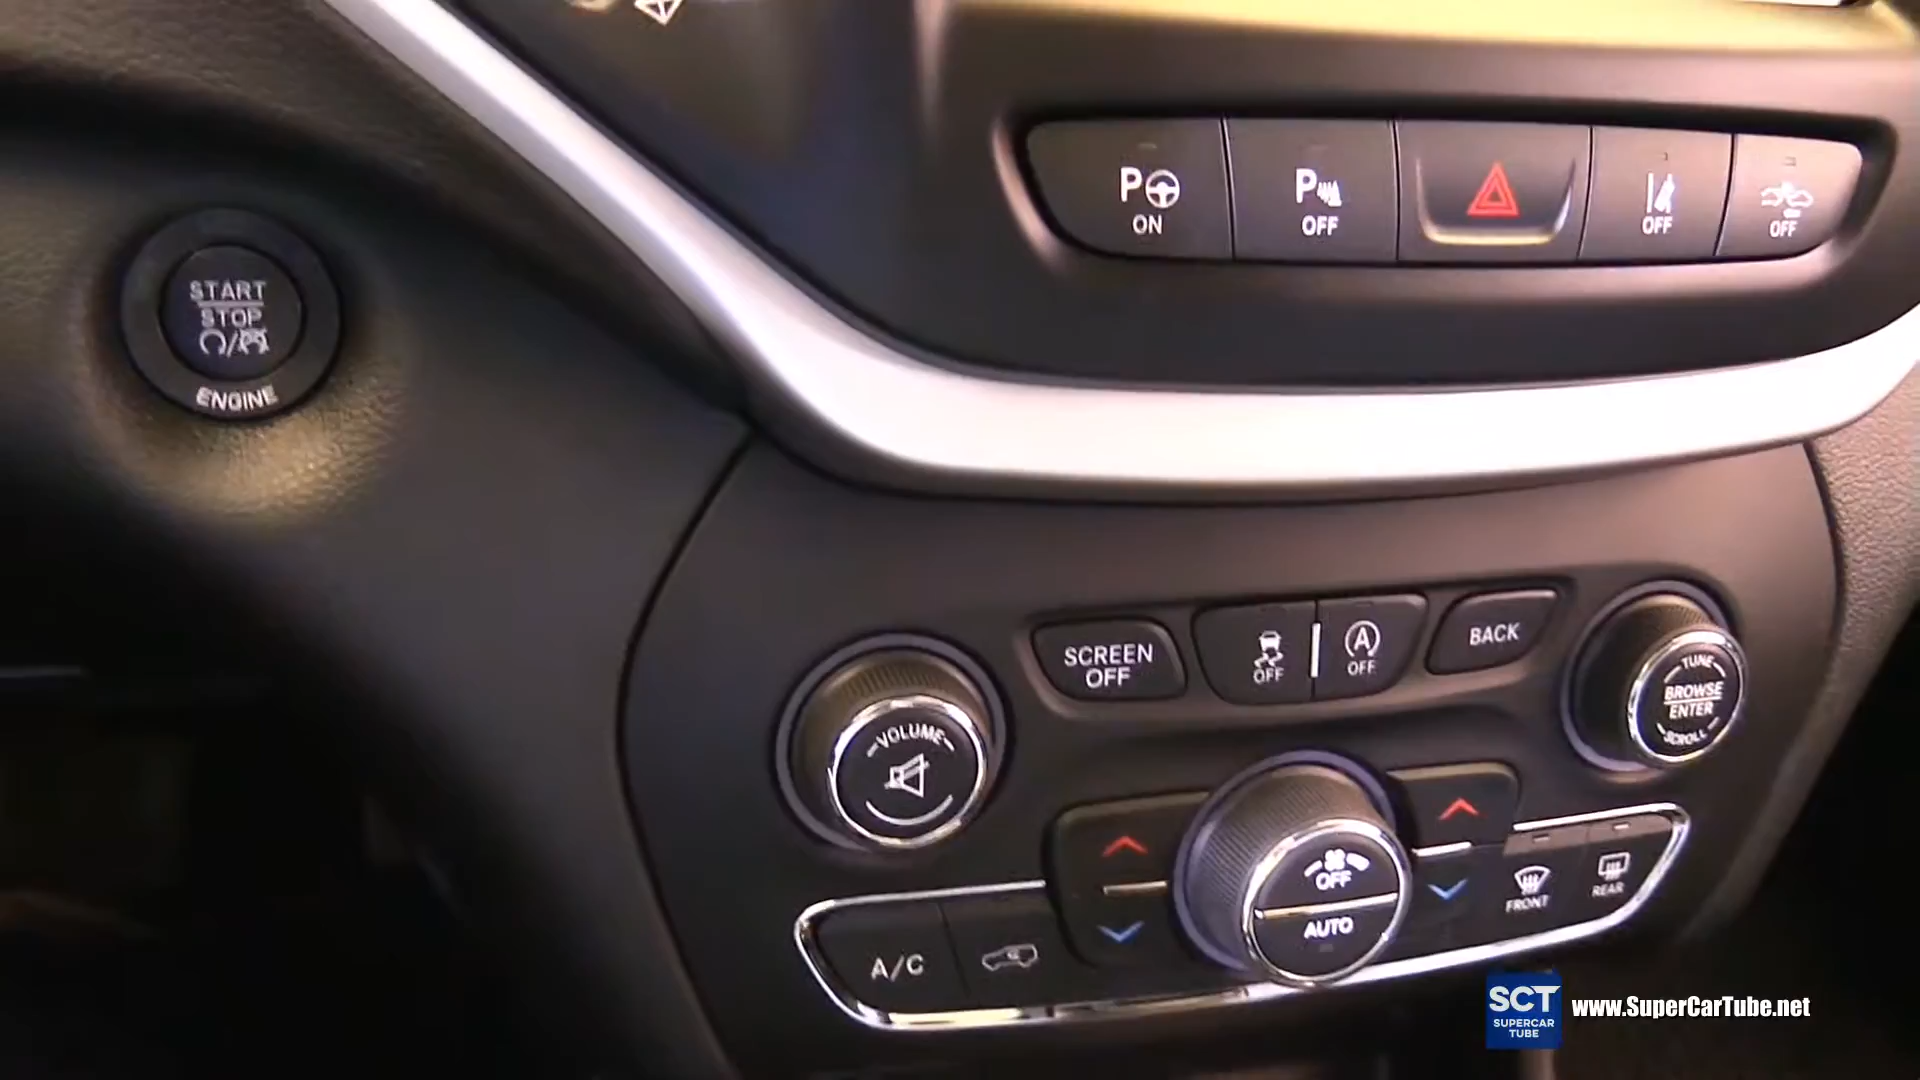 START
STOP
ENGINE
P
ON
P
OFF
OFF
OFF
SCREEN
OFF
OFF
A
OFF
BACK
TUNE
BROWSE
ENTER
SCROLL
VOLUME
OFF
AUTO
FRONT
REAR
A/C
SCT
SUPERCAR
TUBE
www.SuperCarTube.net